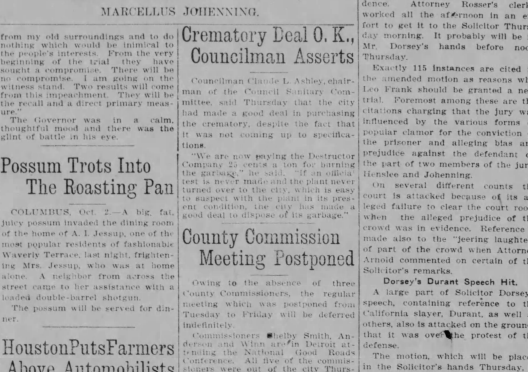 MARCELLUS JOHENNING.
from my old surroundings and to do
nothing which would be inimical to
the people's interests. From the very
beginning of the trial they have
sought a compromise. There will be
no compromise. I am going on the
witness stand. Two results will come
from this impeachment. They will be
the recall and a direct primary meas-
ure."
The Governor was in a calm,
thoughtful mood and there was the
glint of battle in his eye.
Possum Trots Into
The Roasting Pan
COLUMBUS, Oct. 2.—A big, fat,
juicy possum invaded the dining room
of the home of A. I. Jessup, one of the
most popular residents of fashionable
Waverly Terrace, last night, frighten-
ing Mrs. Jessup, who was at home
alone. A neighbor from across the
street came to her assistance with a
loaded double-barrel shotgun.
The possum will be served for din-
ner.
HoustonPutsFarmers
Above Automobilists
Crematory Deal O. K.,
Councilman Asserts
Councilman Claude L. Ashley, chair-
man of the Council Sanitary Com-
mittee, said Thursday that the city
had made a good deal in purchasing
the crematory, despite the fact that
it was not coming up to specifica-
tions.
"We are now paying the Destructor
Company 25 cents a ton for burning
the garbage," he said. "If an official
test is never made and the plant never
turned over to the city, which is easy
to suspect with the plant in its pres-
ent condition, the city has made a
good deal to dispose of its garbage."
County Commission
Meeting Postponed
Owing to the absence of three
County Commissioners, the regular
meeting which was postponed from
Tuesday to Friday will be deferred
indefinitely.
Commissioners Shelby Smith, An-
derson and Winn are in Detroit at-
tending the National Good Roads
Conference. All five of the commis-
sioners were out of the city Thurs-
dence. Attorney Rosser's clerk
worked all the afternoon in an e
fort to get it to the Solicitor Thur
day morning. It probably will be
Mr. Dorsey's hands before noo
Thursday.
Exactly 115 instances are cited
the amended motion as reasons w
Leo Frank should be granted a ne
trial. Foremost among these are t
citations charging that the jury w
influenced by the various forms
popular clamor for the conviction
the prisoner and alleging bias an
prejudice against the defendant
the part of two members of the jur
Henslee and Johenning.
On several different counts t
court is attacked because of its a
leged failure to clear the court roo
when the alleged prejudice of t
crowd was in evidence. Reference
made also to the "jeering laughte
of part of the crowd when Attorne
Arnold commented on certain of t
Solicitor's remarks.
Dorsey's Durant Speech Hit.
A large part of Solicitor Dorsey
speech, containing reference to t
California slayer, Durant, as well
others, also is attacked on the groun
that it was over the protest of t
defense.
The motion, which will be place
in the Solicitor's hands Thursday,